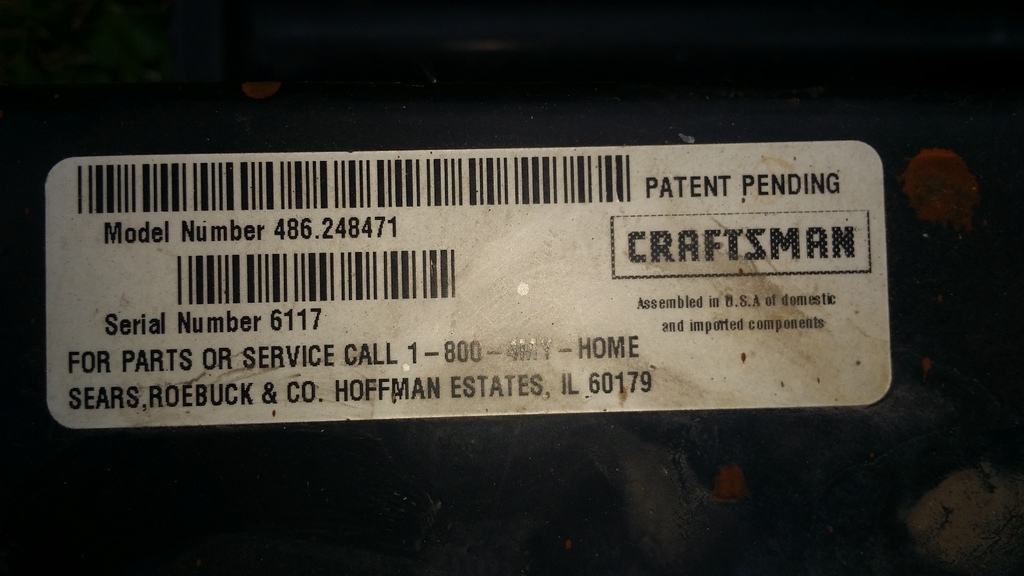 PATENT PENDING
Model Number 486.248471
CRAFTSMAN
Serial Number 6117
Assembled in U.S.A of domestic
and imported components
FOR PARTS OR SERVICE CALL 1-800-4MY-HOME
SEARS,ROEBUCK & CO. HOFFMAN ESTATES, IL 60179